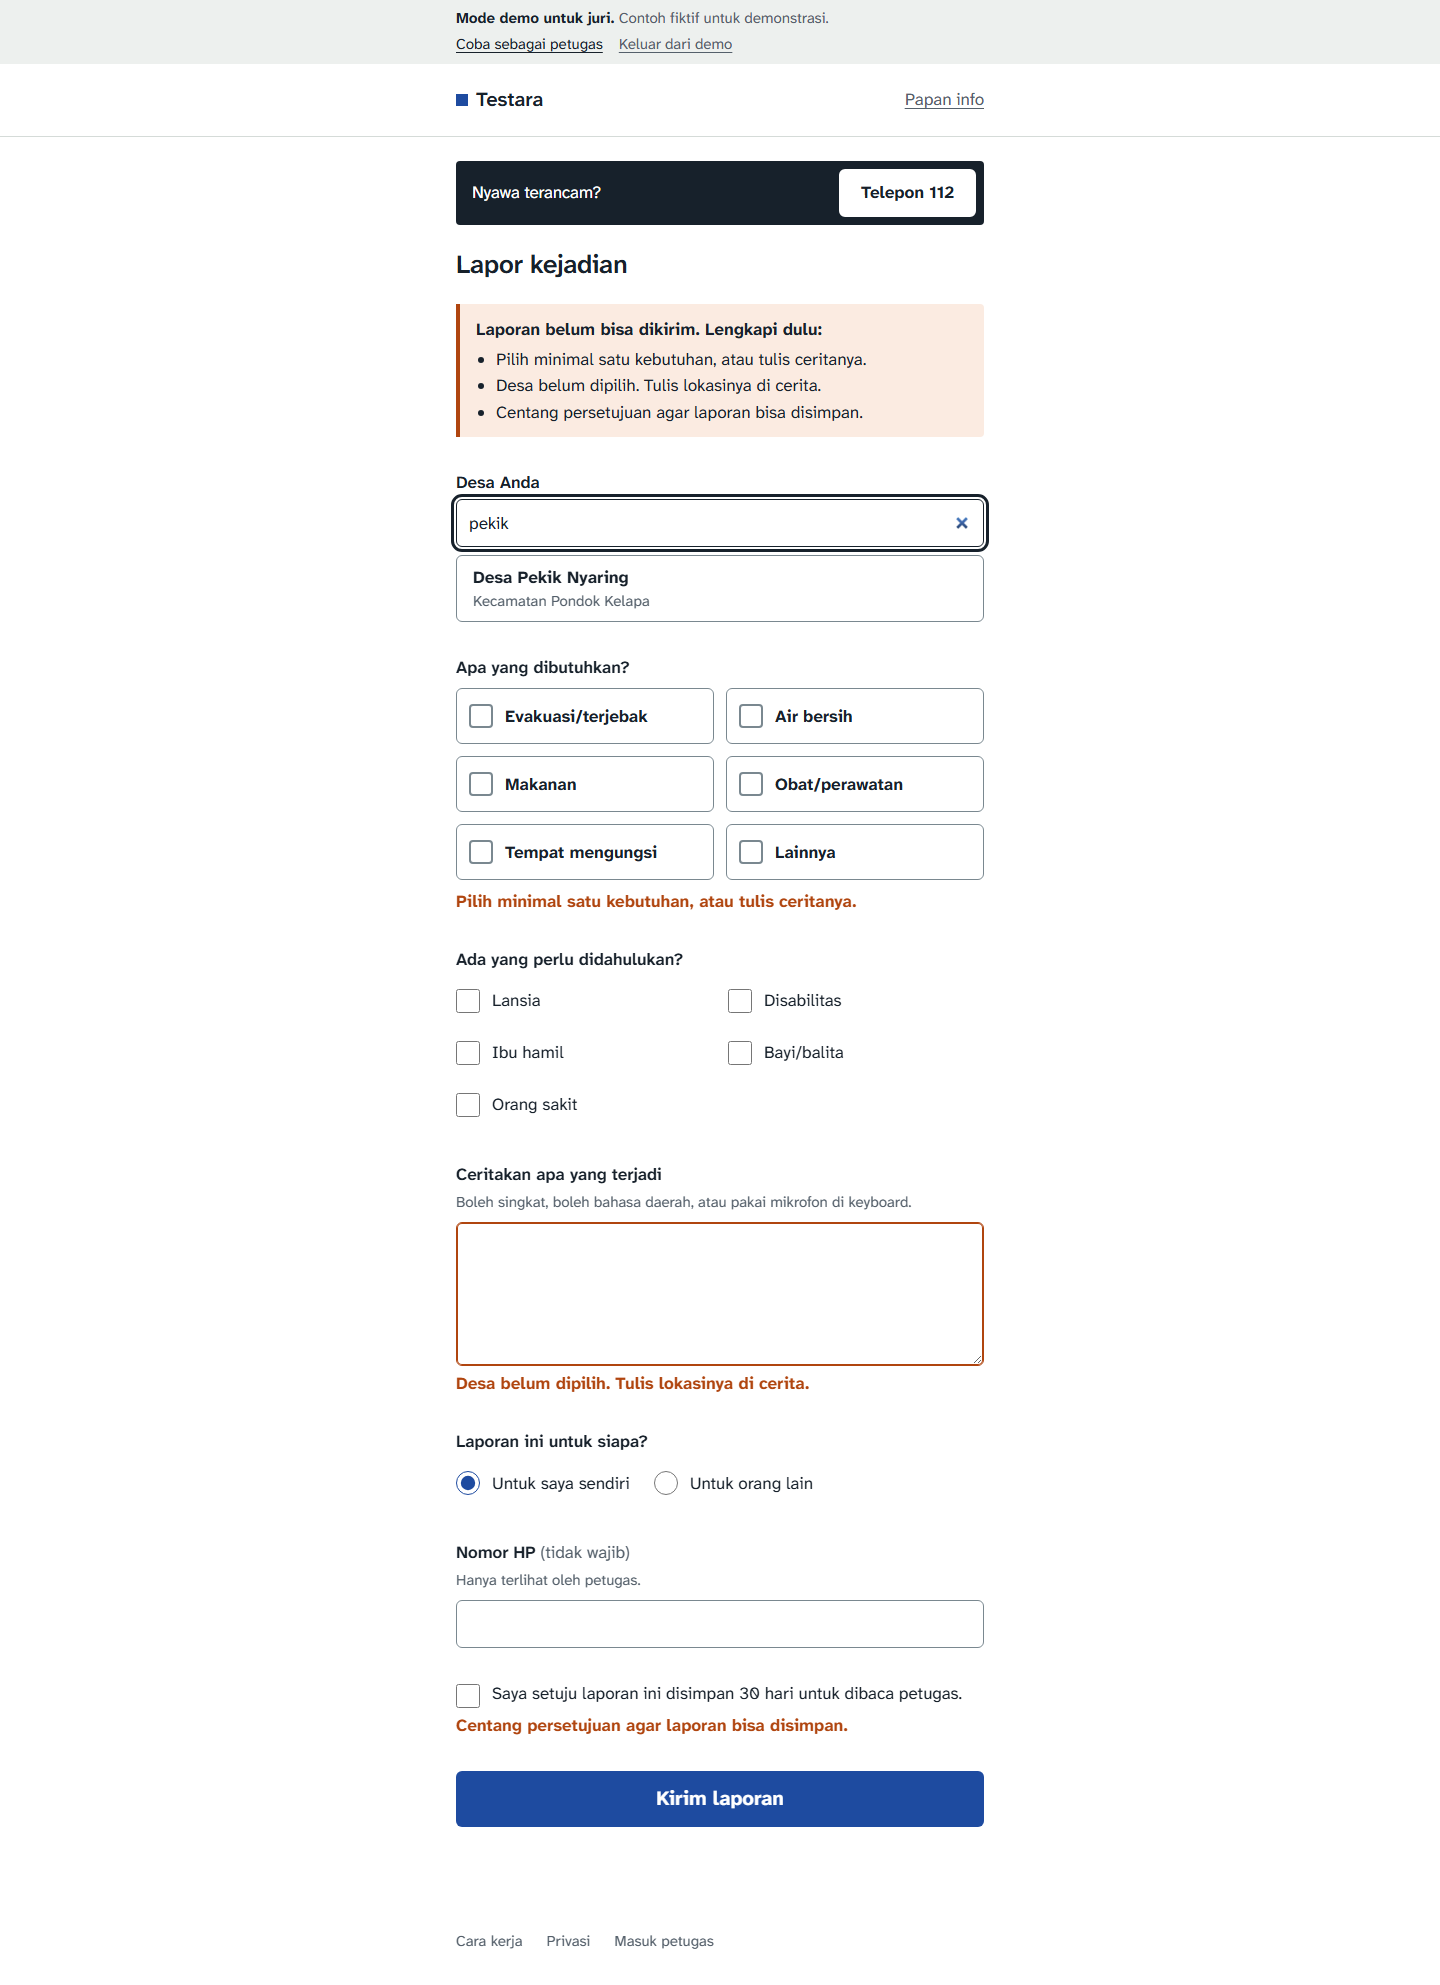 Mode demo untuk juri. Contoh fiktif untuk demonstrasi.
Coba sebagai petugas Keluar dari demo
Testara
Papan info
Nyawa terancam?
Telepon 112
Lapor kejadian
Laporan belum bisa dikirim. Lengkapi dulu:
Pilih minimal satu kebutuhan, atau tulis ceritanya.
Desa belum dipilih. Tulis lokasinya di cerita.
Centang persetujuan agar laporan bisa disimpan.
Desa Anda
pekik
Desa Pekik Nyaring
Kecamatan Pondok Kelapa
Apa yang dibutuhkan?
Evakuasi/terjebak
Air bersih
Makanan
Obat/perawatan
Tempat mengungsi
Lainnya
Pilih minimal satu kebutuhan, atau tulis ceritanya.
Ada yang perlu didahulukan?
Lansia
Disabilitas
Ibu hamil
Bayi/balita
Orang sakit
Ceritakan apa yang terjadi
Boleh singkat, boleh bahasa daerah, atau pakai mikrofon di keyboard.
Desa belum dipilih. Tulis lokasinya di cerita.
Laporan ini untuk siapa?
Untuk saya sendiri
Untuk orang lain
Nomor HP (tidak wajib)
Hanya terlihat oleh petugas.
Saya setuju laporan ini disimpan 30 hari untuk dibaca petugas.
Centang persetujuan agar laporan bisa disimpan.
Kirim laporan
Cara kerja Privasi Masuk petugas